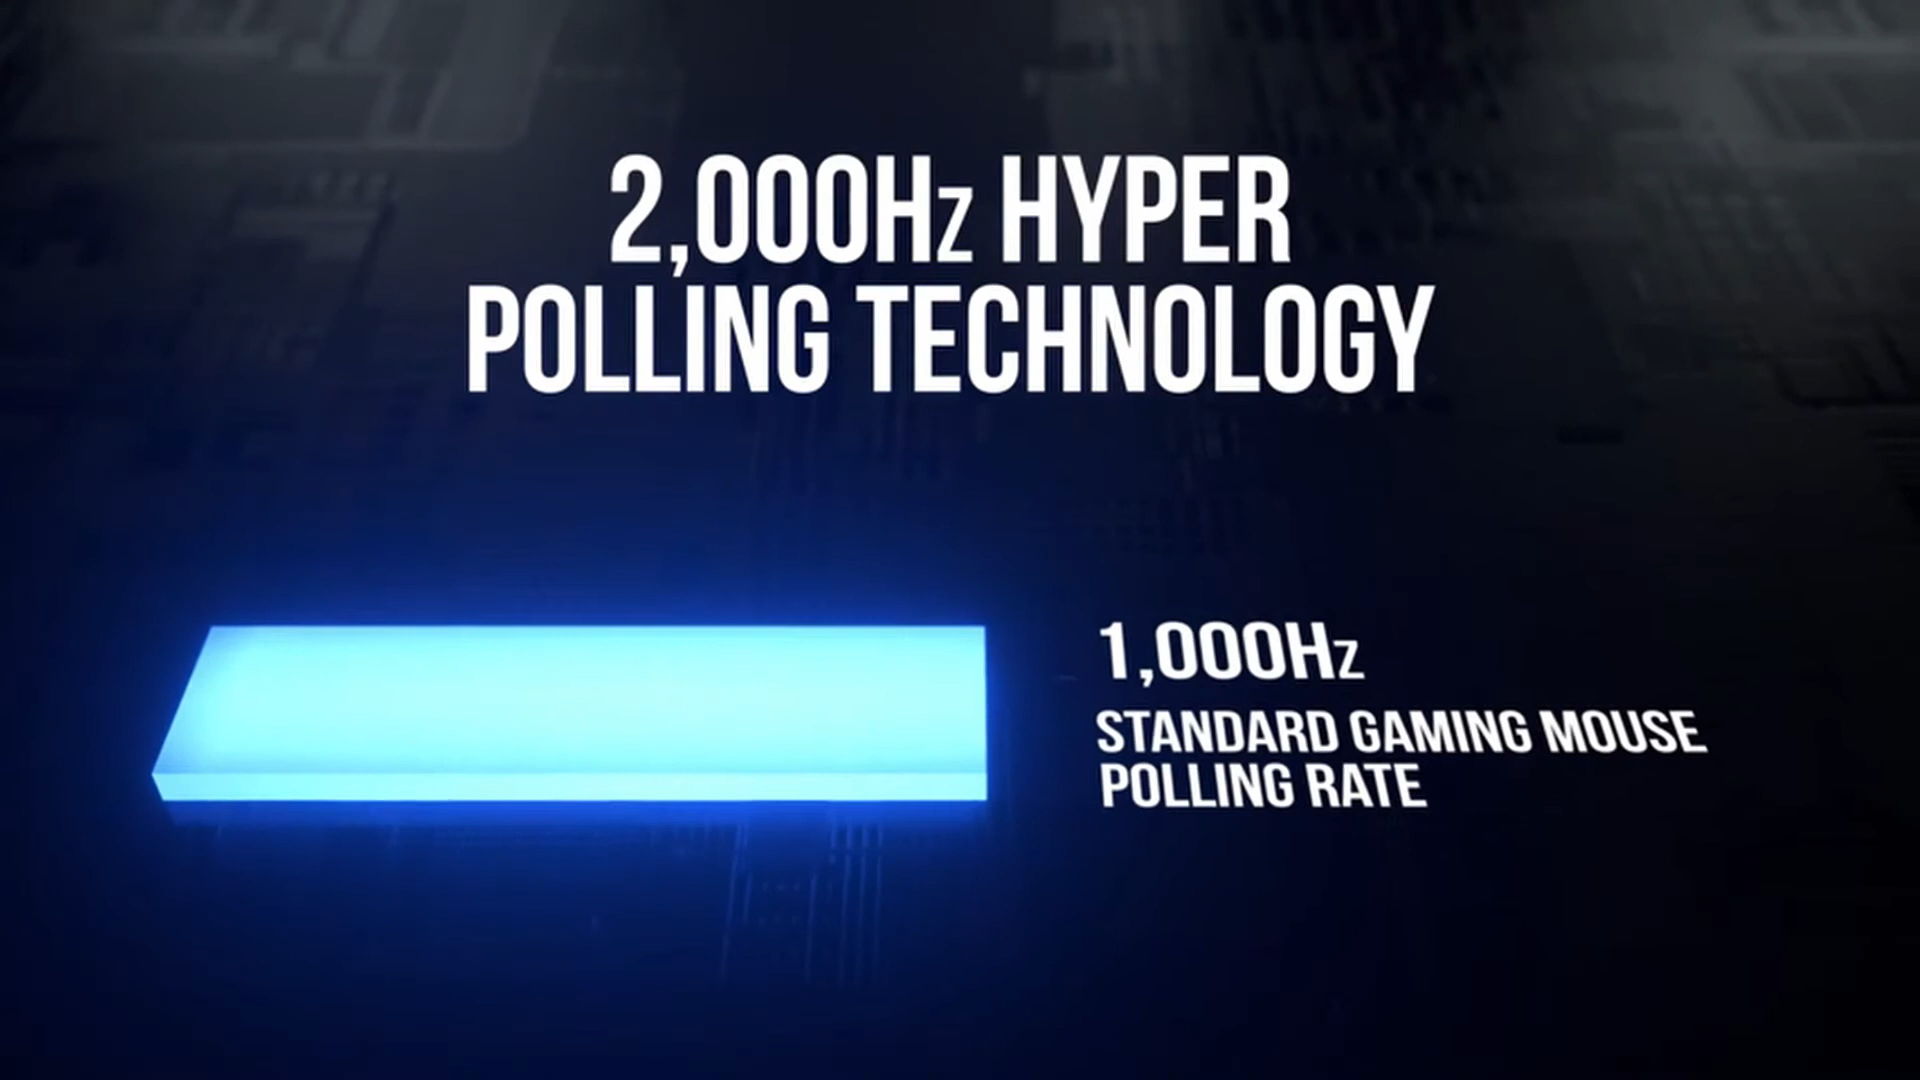 2,000Hz HYPER
POLLING TECHNOLOGY
1,000Hz
STANDARD GAMING MOUSE
POLLING RATE